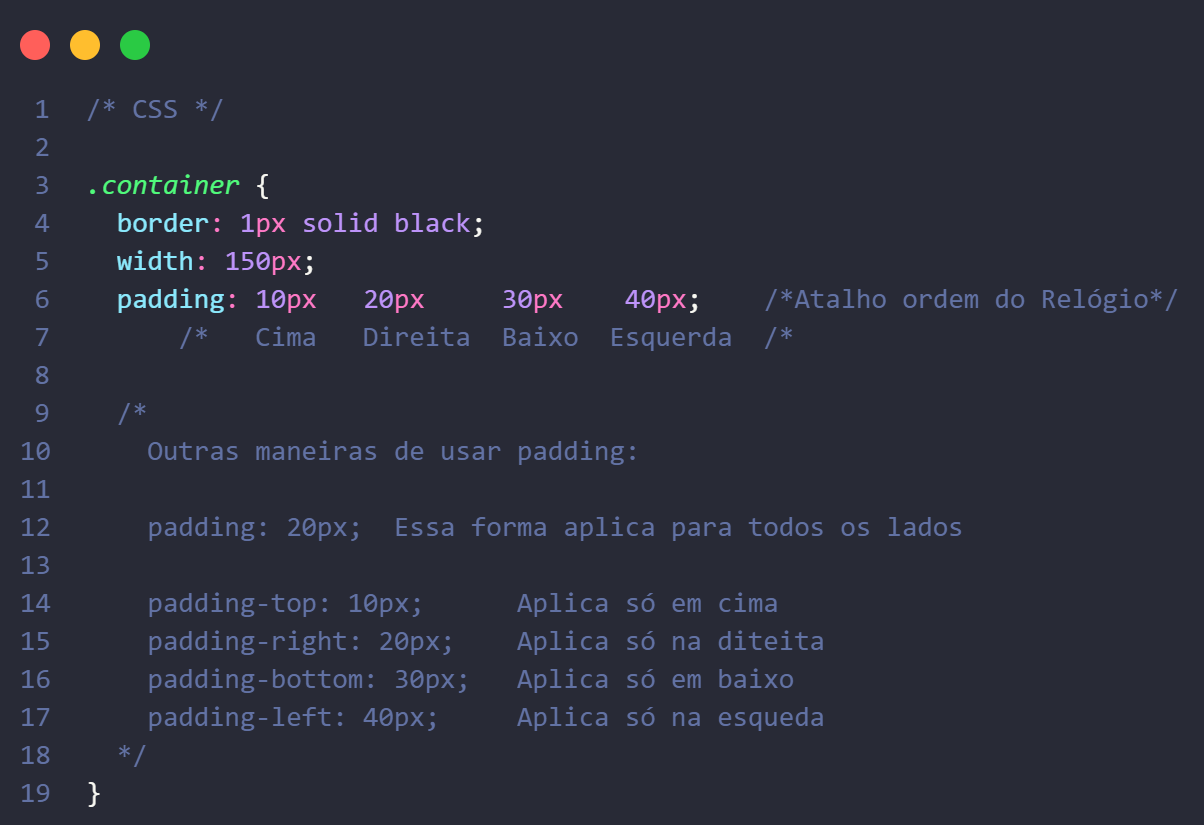 1 /* CSS */
2
3 .container {
4 border: 1px solid black;
5 width: 150px;
6 padding: 10px 20px 30px 40px; /*Atalho ordem do Relógio*/
7 /* Cima Direita Baixo Esquerda /*
8
9 /*
10 Outras maneiras de usar padding:
11
12 padding: 20px; Essa forma aplica para todos os lados
13
14 padding-top: 10px; Aplica só em cima
15 padding-right: 20px; Aplica só na diteita
16 padding-bottom: 30px; Aplica só em baixo
17 padding-left: 40px; Aplica só na esqueda
18 */
19 }